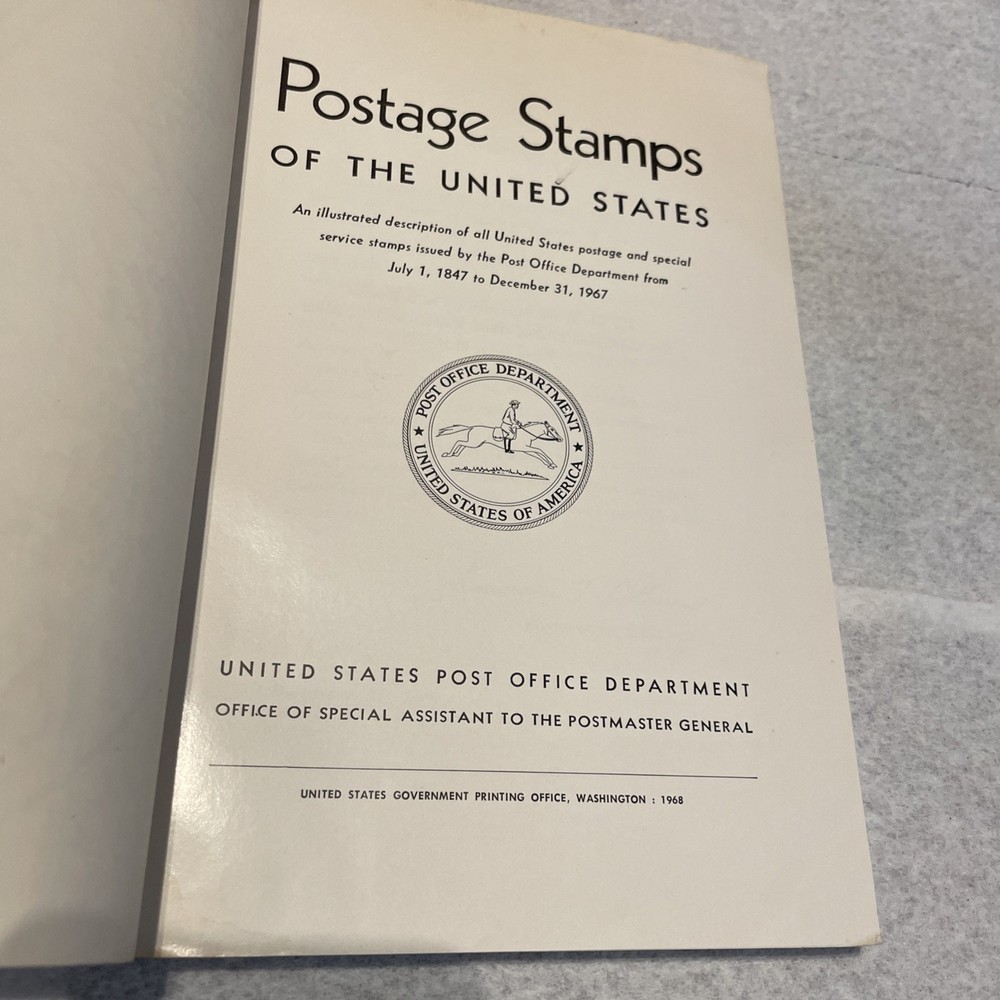 Postage Stamps
OF THE UNITED STATES
An illustrated description of all United States postage and special
service stamps issued by the Post Office Department from
July 1, 1847 to December 31, 1967
POST OFFICE DEPARTMENT
UNITED STATES OF AMERICA
UNITED STATES POST OFFICE DEPARTMENT
OFFICE OF SPECIAL ASSISTANT TO THE POSTMASTER GENERAL
UNITED STATES GOVERNMENT PRINTING OFFICE, WASHINGTON : 1968